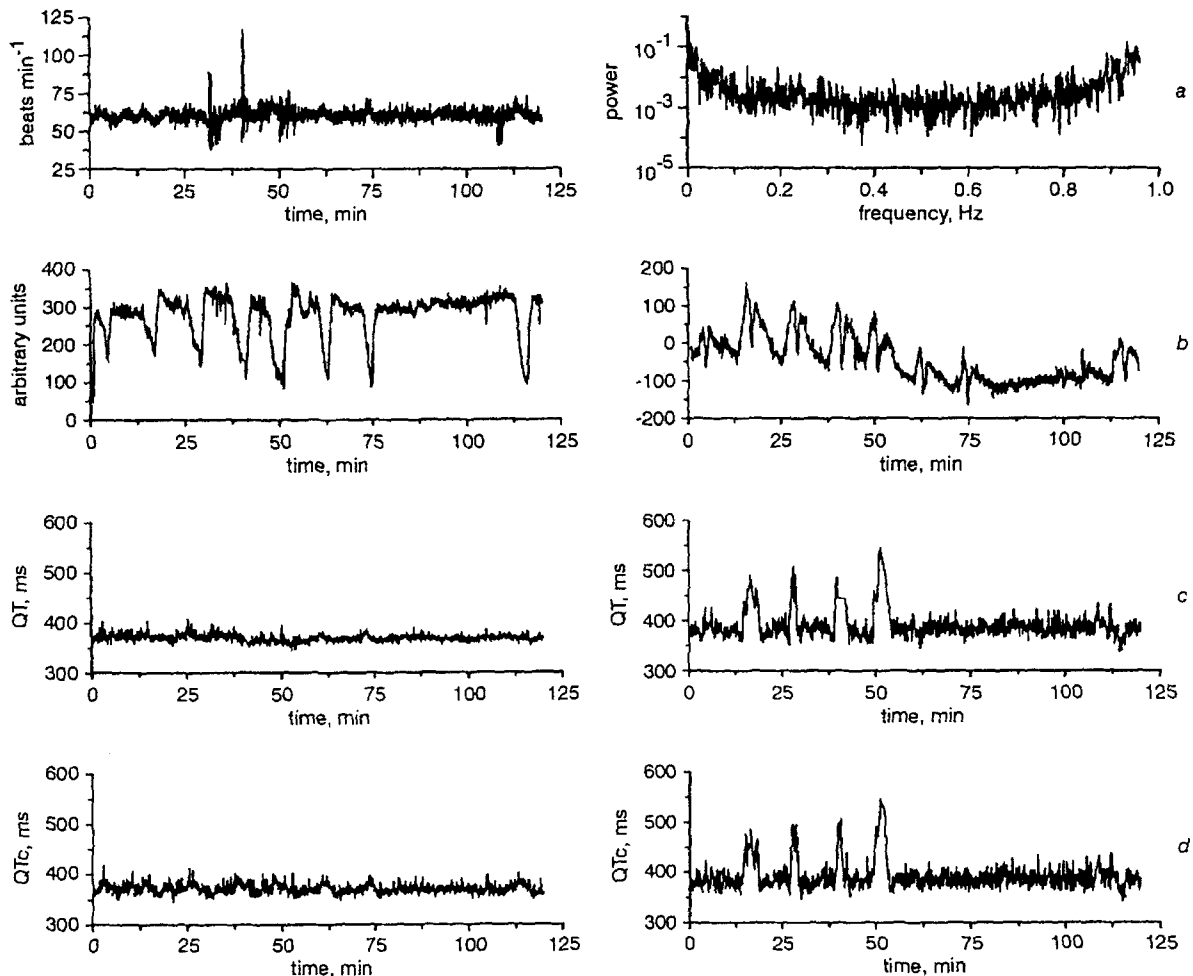 125
100
75
50
25
beats min⁻¹
0 25 50 75 100 125
time, min
10⁻¹
10⁻³
10⁻⁵
power
0 0.2 0.4 0.6 0.8 1.0
frequency, Hz
a
400
300
200
100
0
arbitrary units
0 25 50 75 100 125
time, min
200
100
0
-100
-200
0 25 50 75 100 125
time, min
b
600
500
400
300
QT, ms
0 25 50 75 100 125
time, min
600
500
400
300
QT, ms
0 25 50 75 100 125
time, min
c
600
500
400
300
QTc, ms
0 25 50 75 100 125
time, min
600
500
400
300
QTc, ms
0 25 50 75 100 125
time, min
d